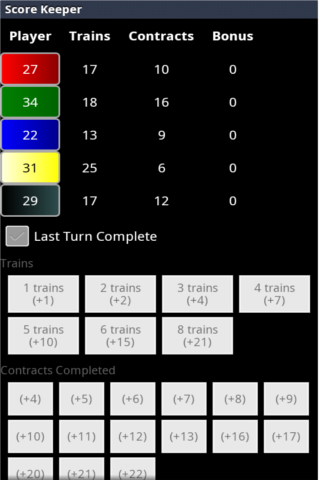 Score Keeper
Player Trains Contracts Bonus
27 17 10 0
34 18 16 0
22 13 9 0
31 25 6 0
29 17 12 0
Last Turn Complete
Trains
1 trains (+1) 2 trains (+2) 3 trains (+4) 4 trains (+7)
5 trains (+10) 6 trains (+15) 8 trains (+21)
Contracts Completed
(+4) (+5) (+6) (+7) (+8) (+9)
(+10) (+11) (+12) (+13) (+16) (+17)
(+20) (+21) (+22)